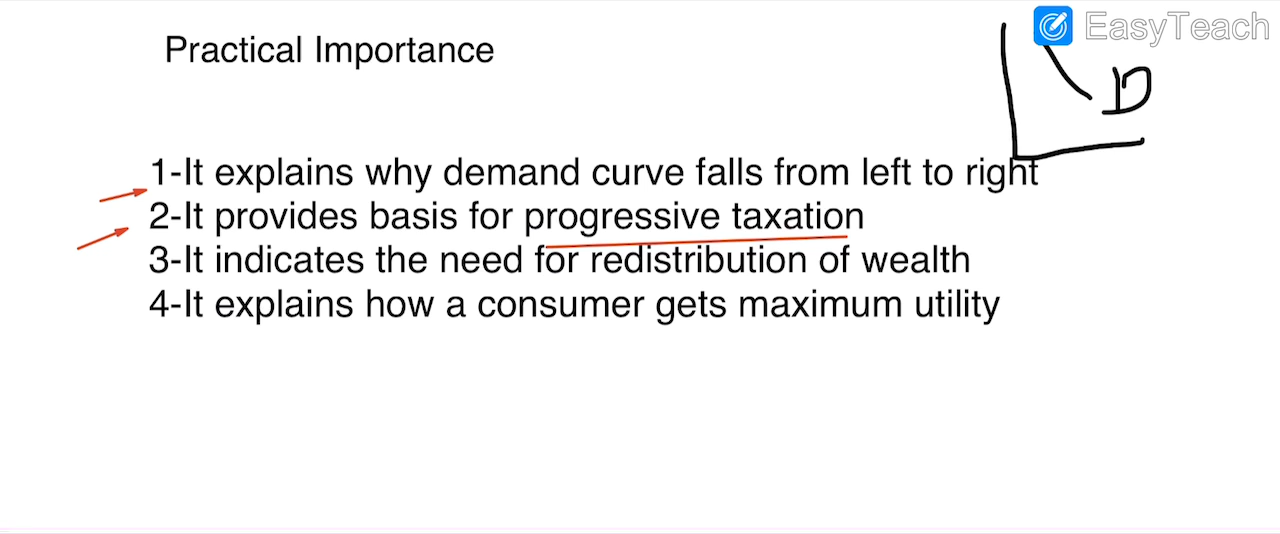 EasyTeach
Practical Importance
D
1-It explains why demand curve falls from left to right
2-It provides basis for progressive taxation
3-It indicates the need for redistribution of wealth
4-It explains how a consumer gets maximum utility